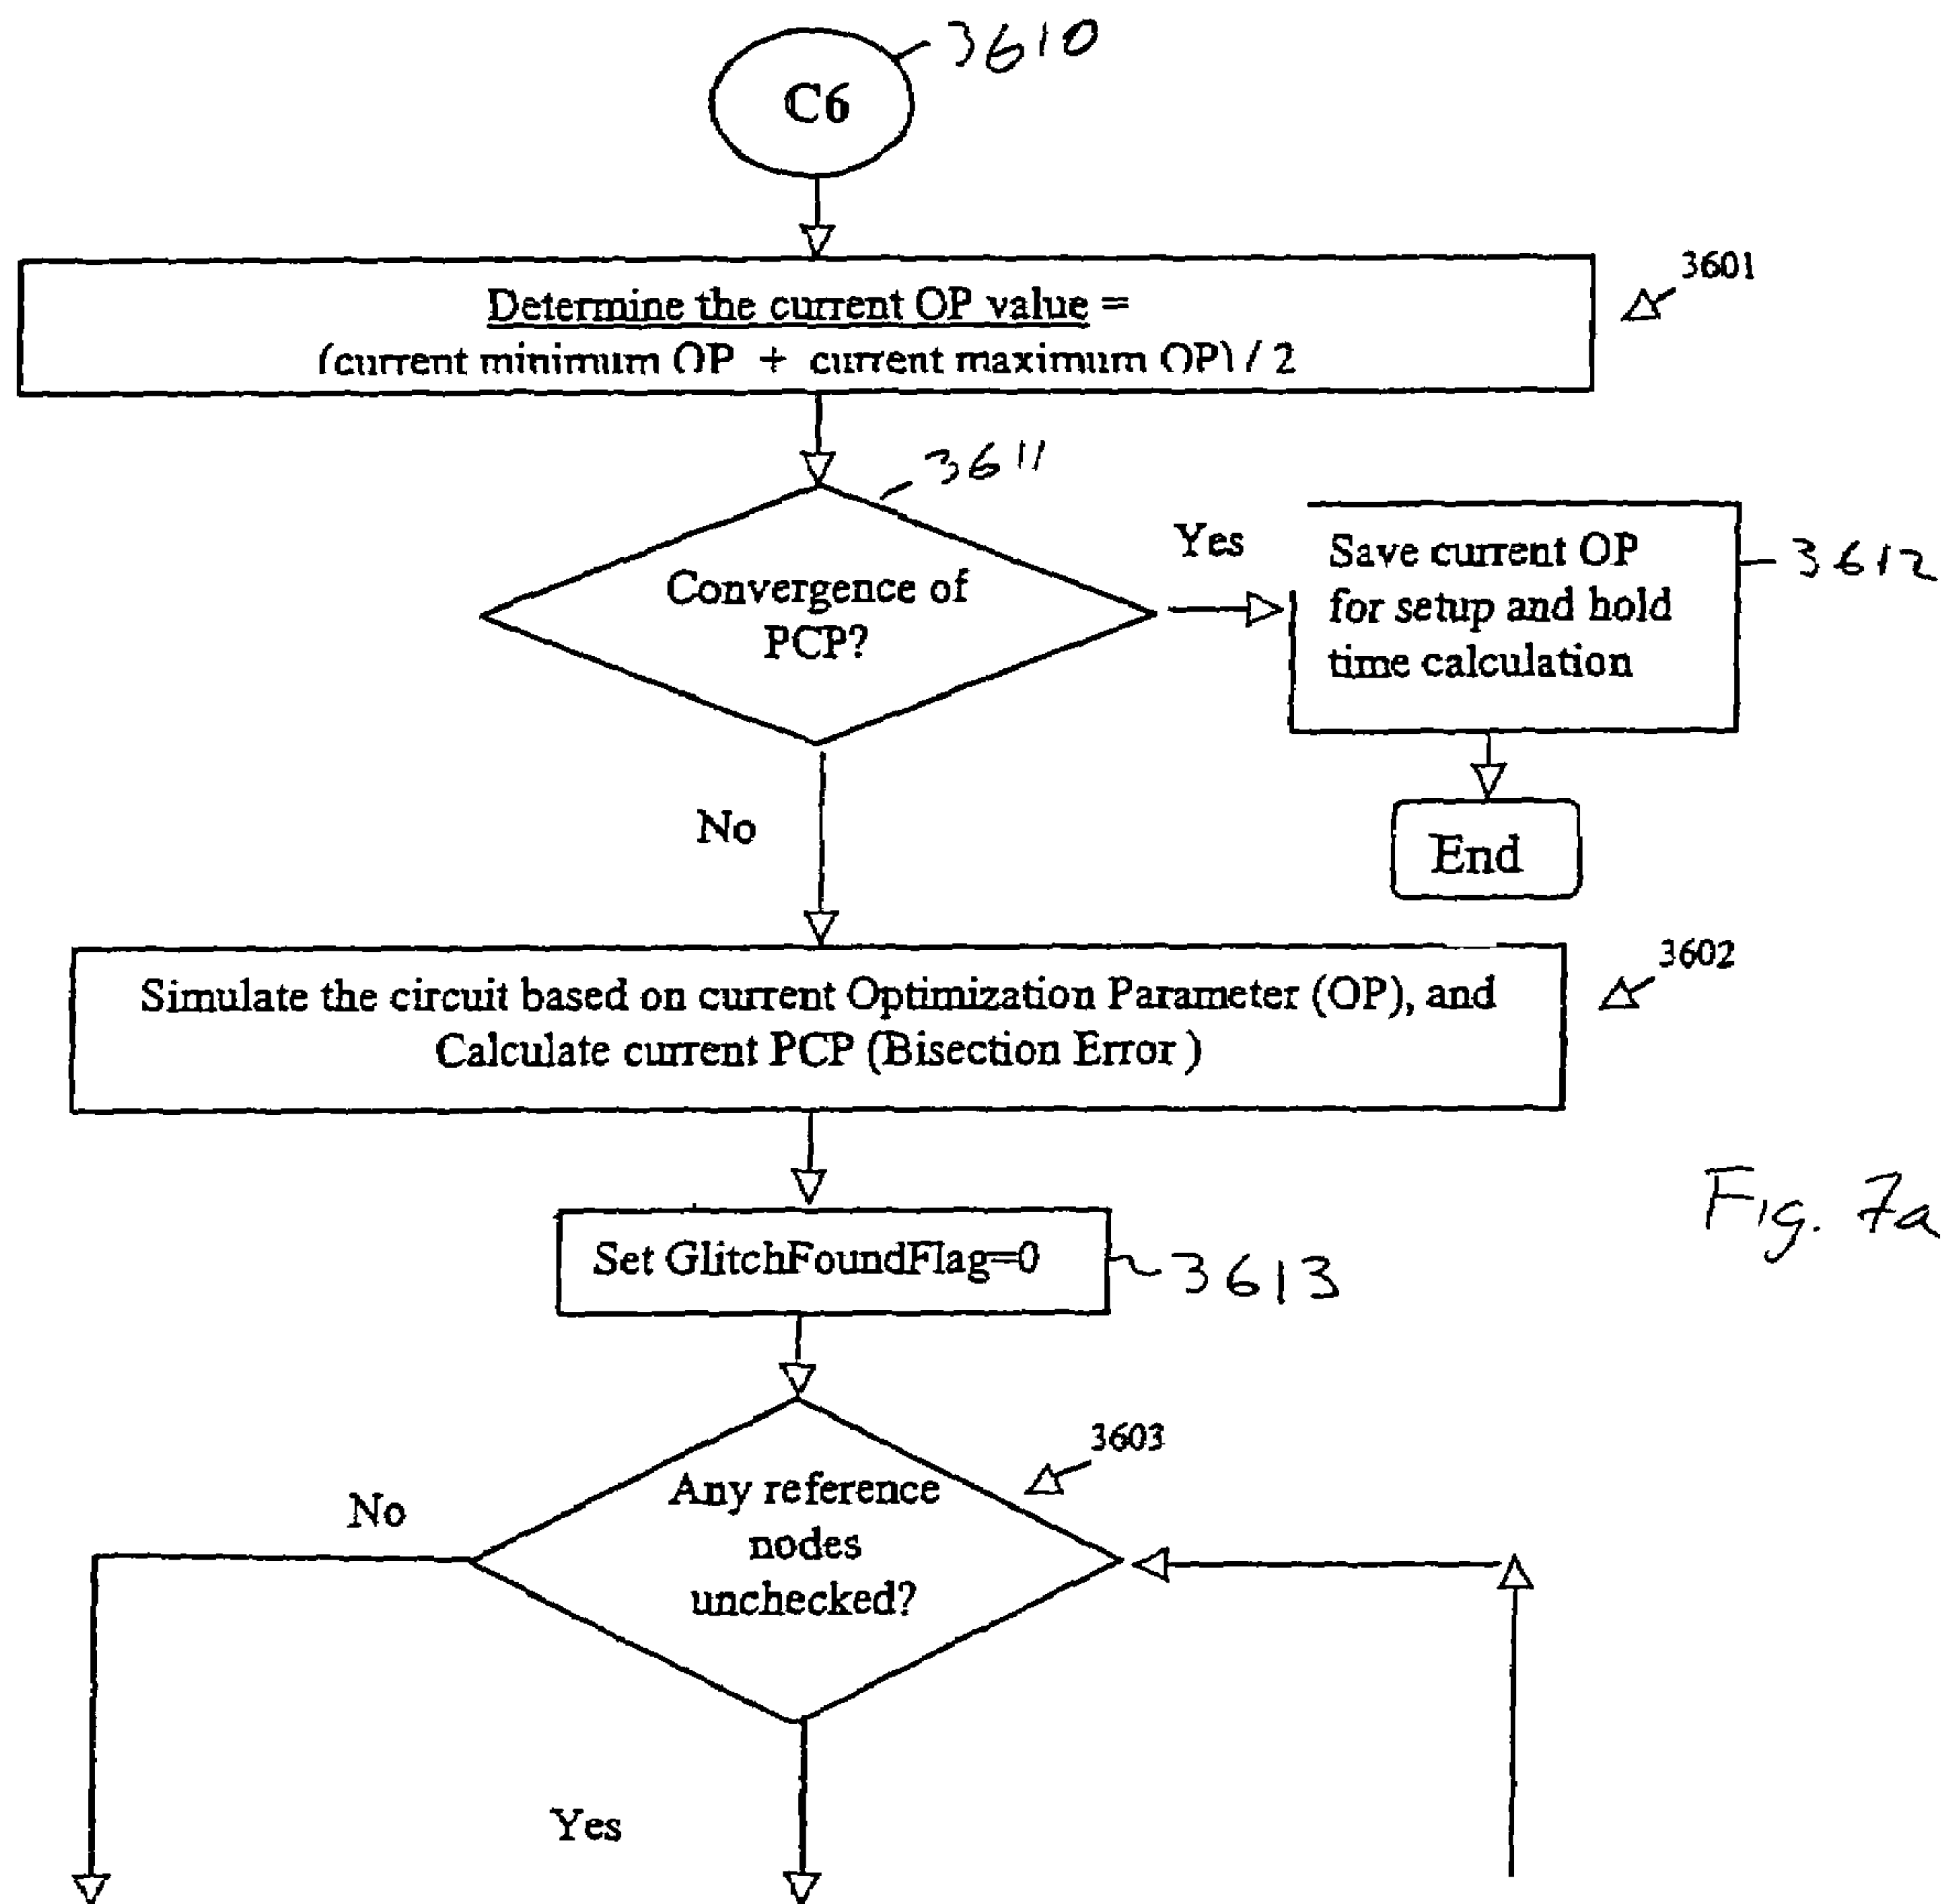 3610
C6
3601
Determine the current OP value =
(current minimum OP + current maximum OP) / 2
3611
Convergence of
PCP?
Yes
Save current OP
for setup and hold
time calculation
3612
No
End
3602
Simulate the circuit based on current Optimization Parameter (OP), and
Calculate current PCP (Bisection Error )
Fig. 7a
Set GlitchFoundFlag=0
3613
3603
Any reference
nodes
unchecked?
No
Yes